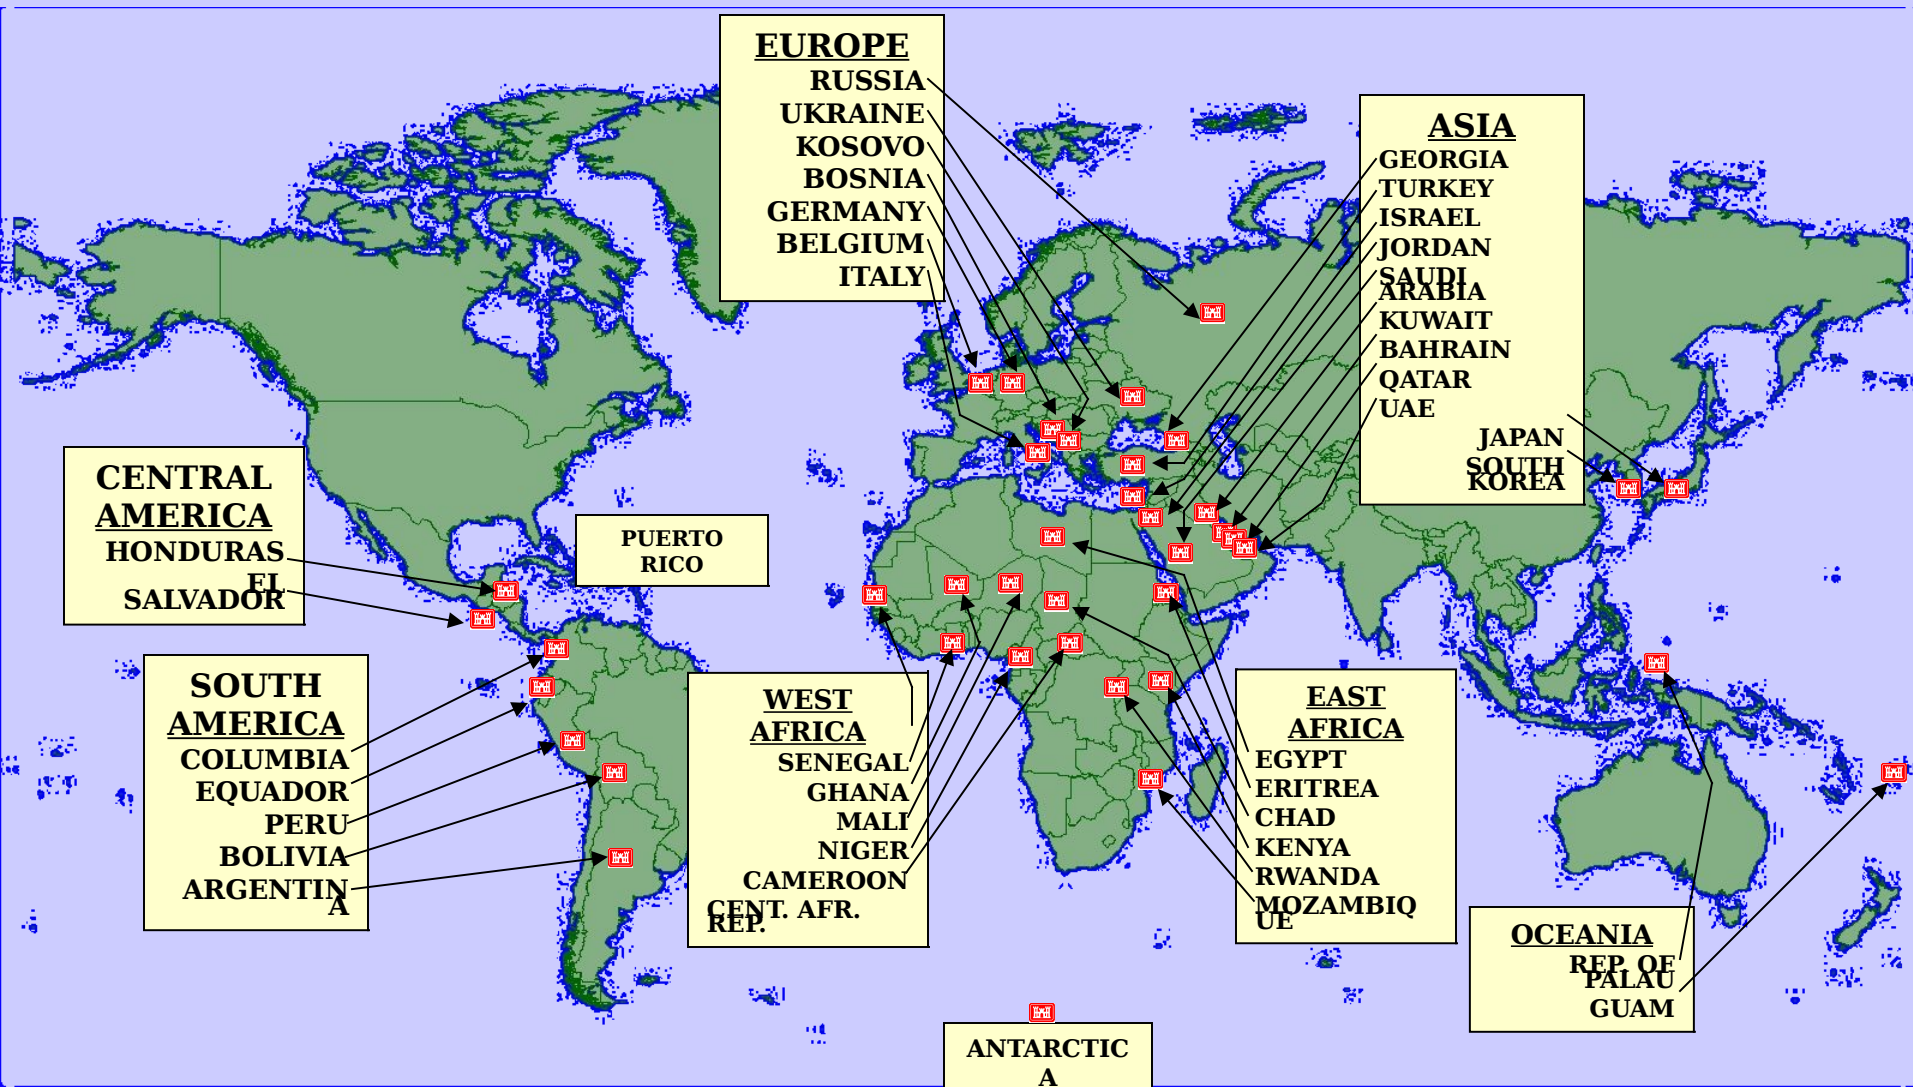 EUROPE
RUSSIA
UKRAINE
KOSOVO
BOSNIA
GERMANY
BELGIUM
ITALY
ASIA
GEORGIA
TURKEY
ISRAEL
JORDAN
SAUDI
ARABIA
KUWAIT
BAHRAIN
QATAR
UAE
JAPAN
SOUTH
KOREA
CENTRAL
AMERICA
HONDURAS
EL
SALVADOR
PUERTO
RICO
SOUTH
AMERICA
COLUMBIA
EQUADOR
PERU
BOLIVIA
ARGENTIN
A
WEST
AFRICA
SENEGAL
GHANA
MALI
NIGER
CAMEROON
CENT. AFR.
REP.
EAST
AFRICA
EGYPT
ERITREA
CHAD
KENYA
RWANDA
MOZAMBIQ
UE
OCEANIA
REP. OF
PALAU
GUAM
ANTARCTIC
A